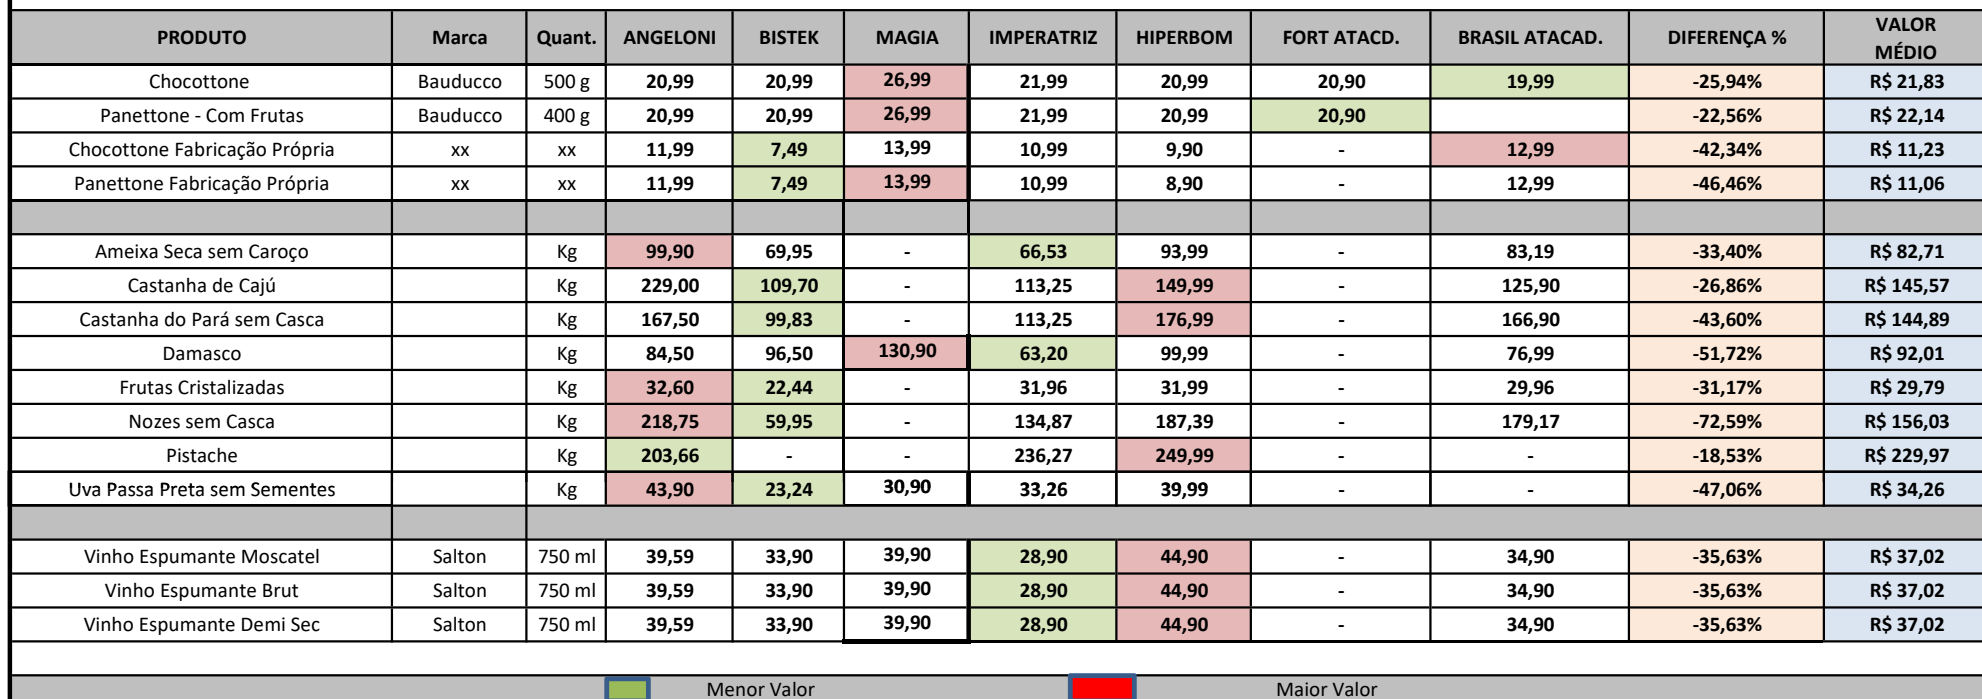 PRODUTO Marca Quant. ANGELONI BISTEK MAGIA IMPERATRIZ HIPERBOM FORT ATACD. BRASIL ATACAD. DIFERENÇA % VALOR MÉDIO
Chocottone Bauducco 500 g 20,99 20,99 26,99 21,99 20,99 20,90 19,99 -25,94% R$ 21,83
Panettone - Com Frutas Bauducco 400 g 20,99 20,99 26,99 21,99 20,99 20,90 -22,56% R$ 22,14
Chocottone Fabricação Própria xx xx 11,99 7,49 13,99 10,99 9,90 - 12,99 -42,34% R$ 11,23
Panettone Fabricação Própria xx xx 11,99 7,49 13,99 10,99 8,90 - 12,99 -46,46% R$ 11,06
Ameixa Seca sem Caroço Kg 99,90 69,95 - 66,53 93,99 - 83,19 -33,40% R$ 82,71
Castanha de Cajú Kg 229,00 109,70 - 113,25 149,99 - 125,90 -26,86% R$ 145,57
Castanha do Pará sem Casca Kg 167,50 99,83 - 113,25 176,99 - 166,90 -43,60% R$ 144,89
Damasco Kg 84,50 96,50 130,90 63,20 99,99 - 76,99 -51,72% R$ 92,01
Frutas Cristalizadas Kg 32,60 22,44 - 31,96 31,99 - 29,96 -31,17% R$ 29,79
Nozes sem Casca Kg 218,75 59,95 - 134,87 187,39 - 179,17 -72,59% R$ 156,03
Pistache Kg 203,66 - - 236,27 249,99 - - -18,53% R$ 229,97
Uva Passa Preta sem Sementes Kg 43,90 23,24 30,90 33,26 39,99 - - -47,06% R$ 34,26
Vinho Espumante Moscatel Salton 750 ml 39,59 33,90 39,90 28,90 44,90 - 34,90 -35,63% R$ 37,02
Vinho Espumante Brut Salton 750 ml 39,59 33,90 39,90 28,90 44,90 - 34,90 -35,63% R$ 37,02
Vinho Espumante Demi Sec Salton 750 ml 39,59 33,90 39,90 28,90 44,90 - 34,90 -35,63% R$ 37,02
Menor Valor Maior Valor